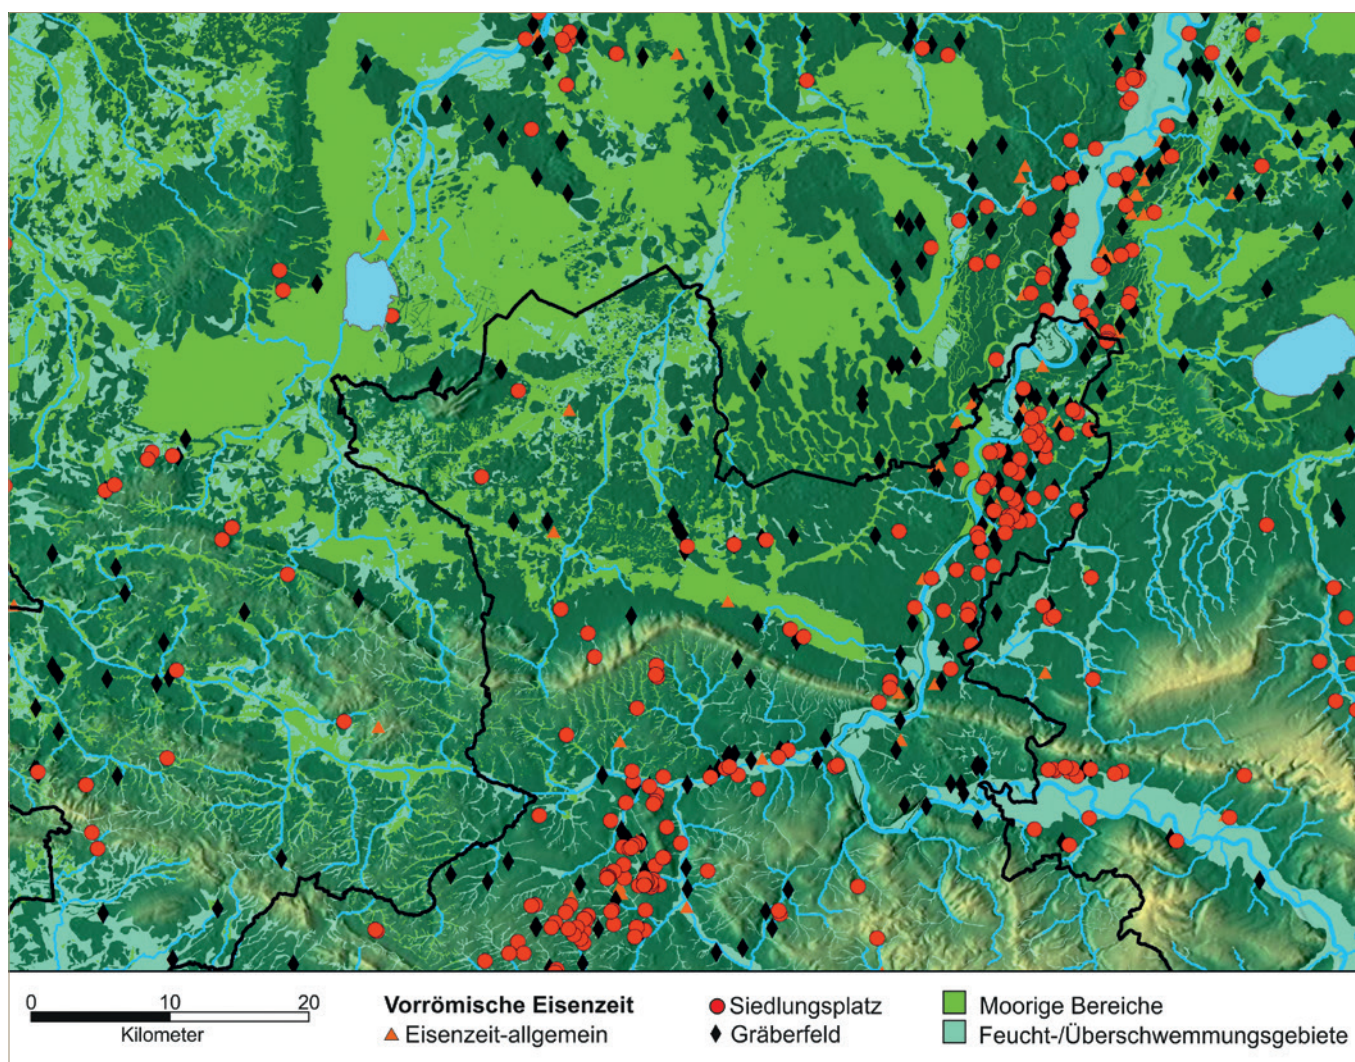 0 10 20
Kilometer
Vorrömische Eisenzeit
Eisenzeit-allgemein
Siedlungsplatz
Gräberfeld
Moorige Bereiche
Feucht-/Überschwemmungsgebiete